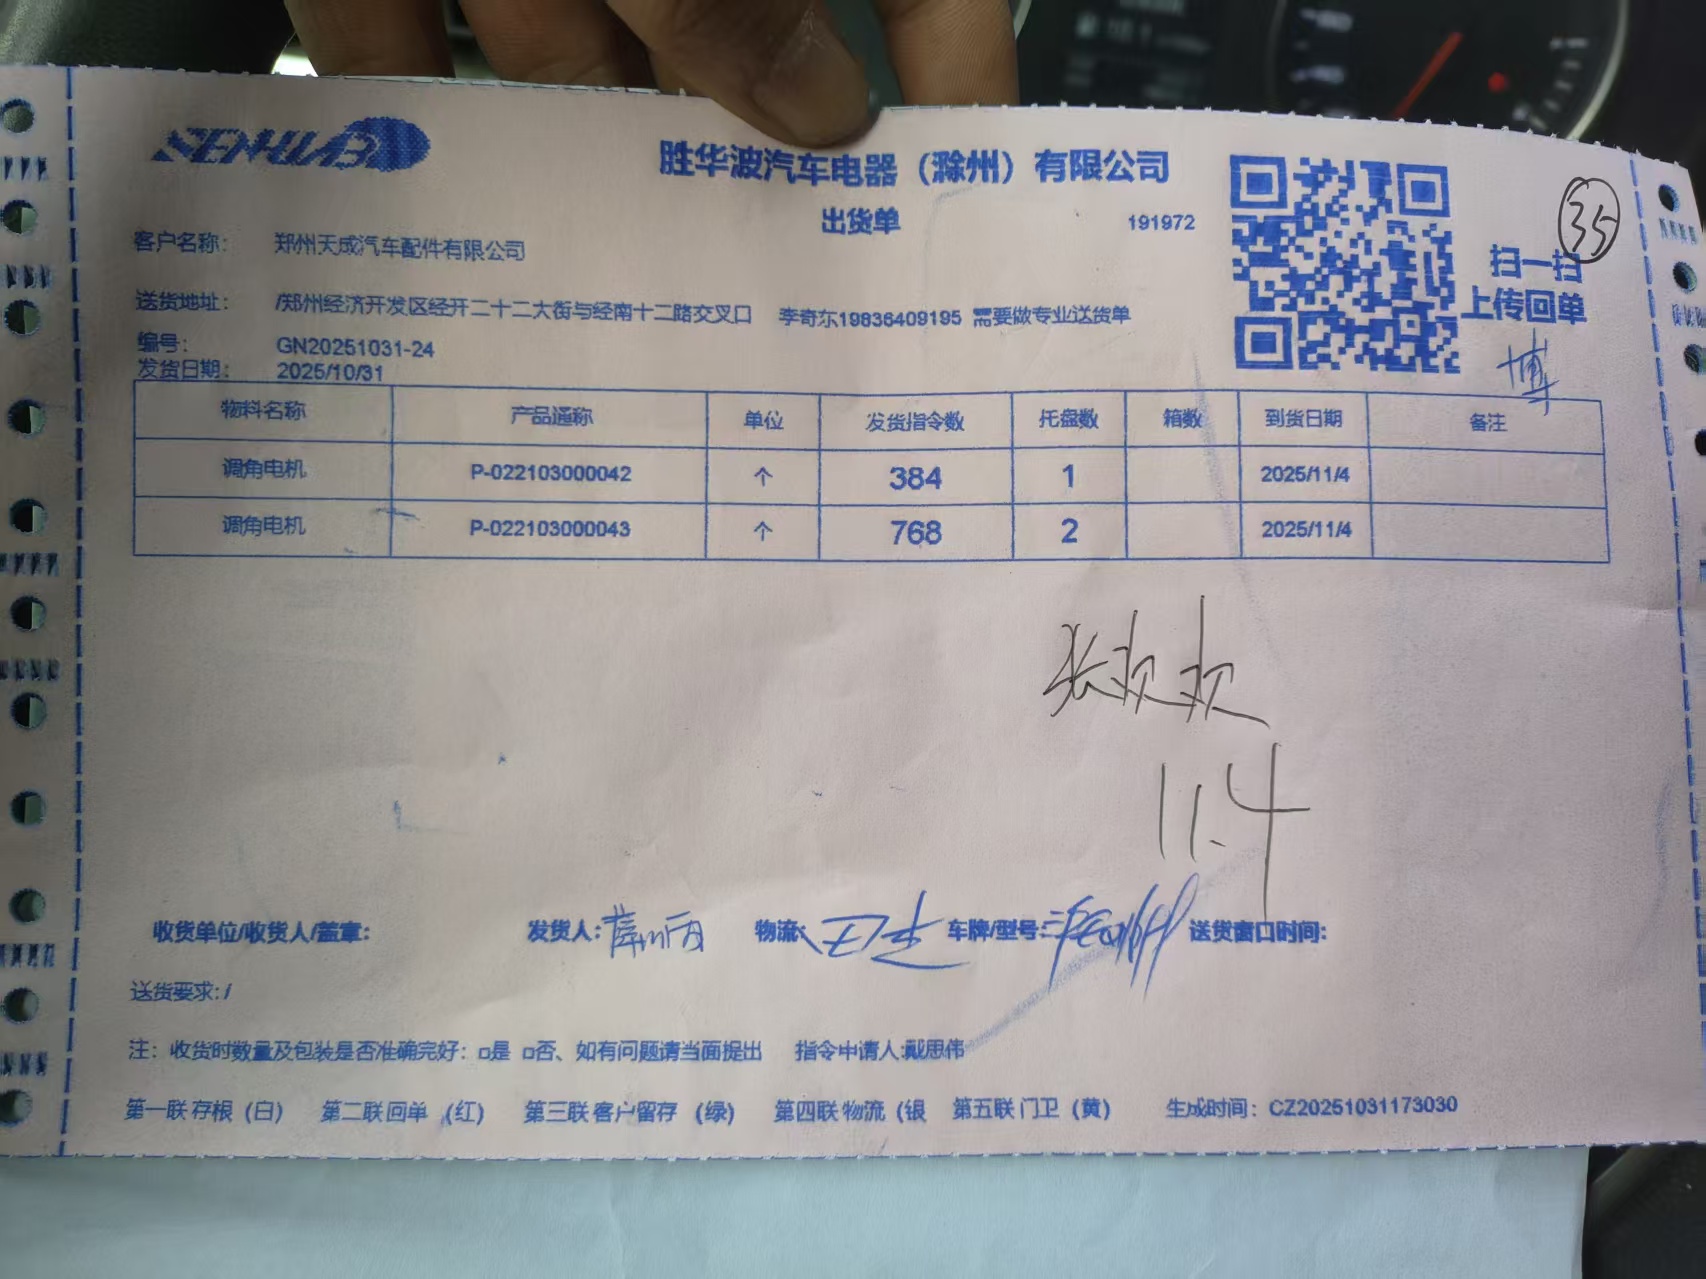 SENHUAB
胜华波汽车电器（滁州）有限公司
出货单
191972
35
扫一扫
上传回单
博
客户名称： 郑州天成汽车配件有限公司
送货地址： /郑州经济开发区经开二十二大街与经南十二路交叉口 李奇东19836409195 需要做专业送货单
编号： GN20251031-24
发货日期： 2025/10/31
物料名称 产品通称 单位 发货指令数 托盘数 箱数 到货日期 备注
调角电机 P-022103000042 个 384 1 2025/11/4
调角电机 P-022103000043 个 768 2 2025/11/4
张欢欢
11.4
收货单位/收货人/盖章： 发货人： 物流： 车牌/型号： 送货窗口时间：
送货要求：/
注：收货时数量及包装是否准确完好：□是 □否、如有问题请当面提出 指令申请人:戴思伟
第一联存根（白） 第二联回单（红） 第三联客户留存（绿） 第四联物流（银 第五联门卫（黄） 生成时间：CZ20251031173030